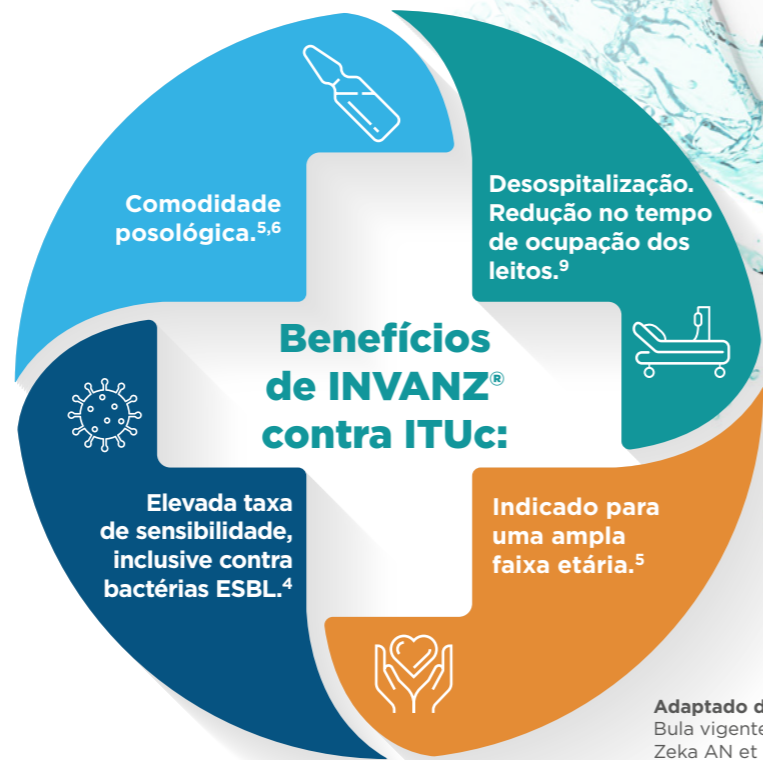 Comodidade
posológica.⁵,⁶
Desospitalização.
Redução no tempo
de ocupação dos
leitos.⁹
Benefícios
de INVANZ®
contra ITUc:
Elevada taxa
de sensibilidade,
inclusive contra
bactérias ESBL.⁴
Indicado para
uma ampla
faixa etária.⁵
Adaptado
Bula vigente
Zeka AN et